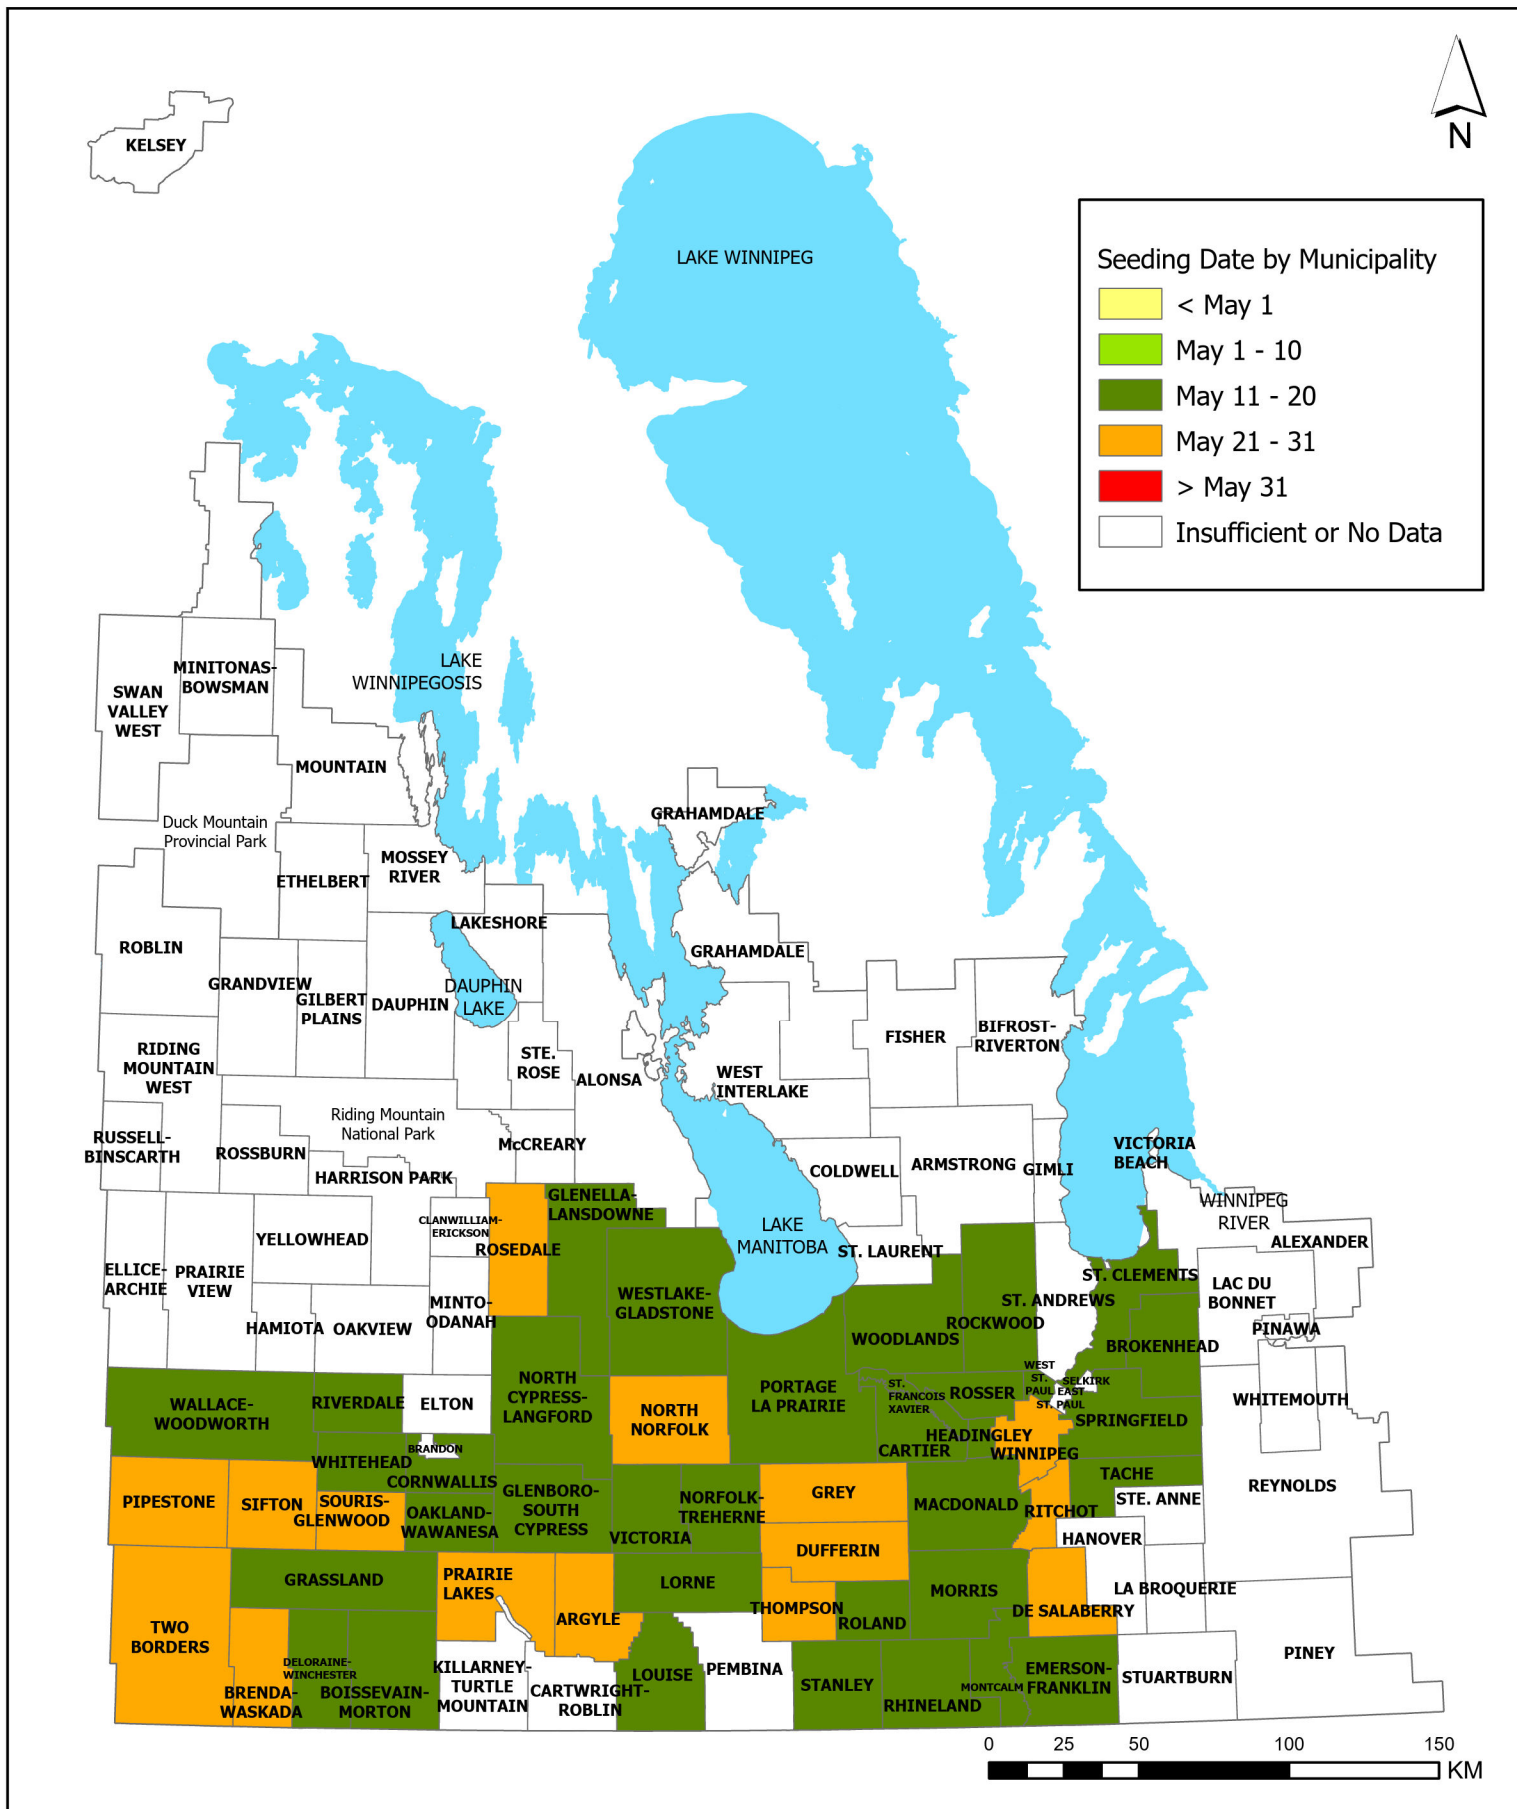 N
KELSEY
LAKE WINNIPEG
Seeding Date by Municipality
< May 1
May 1 - 10
May 11 - 20
May 21 - 31
> May 31
Insufficient or No Data
LAKE
WINNIPEGOSIS
MINITONAS-
BOWSMAN
SWAN
VALLEY
WEST
MOUNTAIN
Duck Mountain
Provincial Park
GRAHAMDALE
MOSSEY
RIVER
ETHELBERT
LAKESHORE
ROBLIN
GRAHAMDALE
GRANDVIEW
GILBERT
PLAINS
DAUPHIN
DAUPHIN
LAKE
FISHER
BIFROST-
RIVERTON
RIDING
MOUNTAIN
WEST
STE.
ROSE
ALONSA
WEST
INTERLAKE
Riding Mountain
National Park
RUSSELL-
BINSCARTH
ROSSBURN
McCREARY
HARRISON PARK
COLDWELL
ARMSTRONG
GIMLI
VICTORIA
BEACH
GLENELLA-
LANSDOWNE
CLANWILLIAM-
ERICKSON
ROSEDALE
YELLOWHEAD
LAKE
MANITOBA
ST. LAURENT
WINNIPEG
RIVER
ALEXANDER
ELLICE-
ARCHIE
PRAIRIE
VIEW
ST. CLEMENTS
LAC DU
BONNET
MINTO-
ODANAH
WESTLAKE-
GLADSTONE
ST. ANDREWS
HAMIOTA
OAKVIEW
WOODLANDS
ROCKWOOD
BROKENHEAD
PINAWA
WALLACE-
WOODWORTH
RIVERDALE
ELTON
NORTH
CYPRESS-
LANGFORD
NORTH
NORFOLK
PORTAGE
LA PRAIRIE
ST.
FRANCOIS
XAVIER
ROSSER
WEST
ST.
PAUL
EAST
ST. PAUL
SELKIRK
SPRINGFIELD
WHITEMOUTH
WHITEHEAD
BRANDON
CORNWALLIS
CARTIER
HEADINGLEY
WINNIPEG
TACHE
REYNOLDS
PIPESTONE
SIFTON
SOURIS-
GLENWOOD
OAKLAND-
WAWANESA
GLENBORO-
SOUTH
CYPRESS
VICTORIA
NORFOLK-
TREHERNE
GREY
MACDONALD
RITCHOT
STE. ANNE
HANOVER
DUFFERIN
GRASSLAND
PRAIRIE
LAKES
ARGYLE
LORNE
THOMPSON
ROLAND
MORRIS
DE SALABERRY
LA BROQUERIE
TWO
BORDERS
BRENDA-
WASKADA
DELORAINE-
WINCHESTER
BOISSEVAIN-
MORTON
KILLARNEY-
TURTLE
MOUNTAIN
CARTWRIGHT-
ROBLIN
LOUISE
PEMBINA
STANLEY
RHINELAND
MONTCALM
EMERSON-
FRANKLIN
STUARTBURN
PINEY
0 25 50 100 150
KM